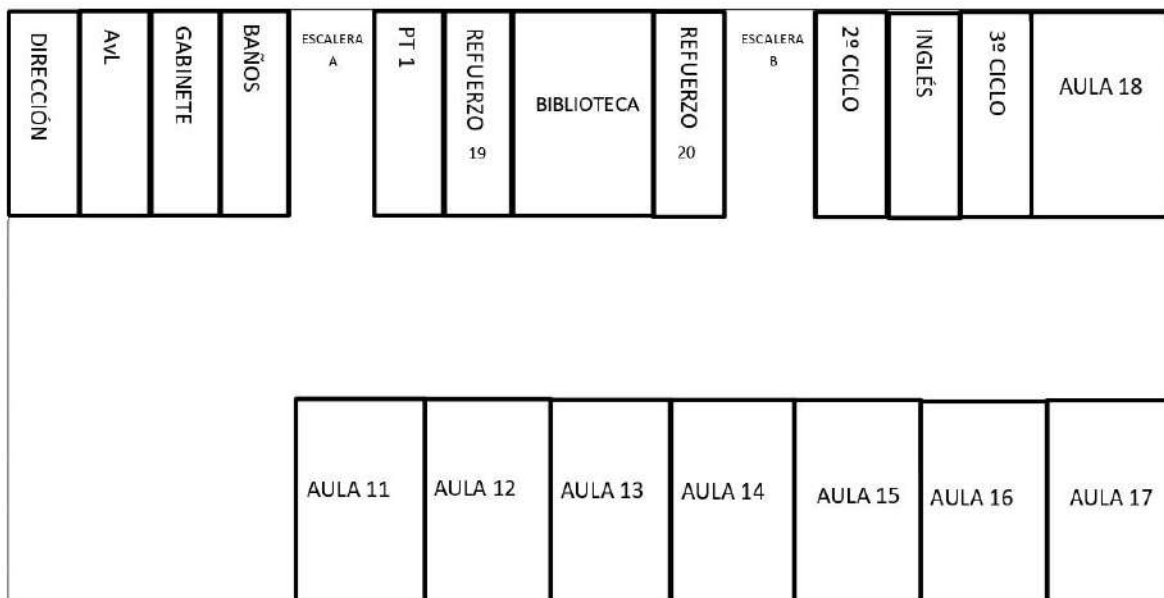 DIRECCIÓN
AvL
GABINETE
BAÑOS
ESCALERA
A
PT 1
REFUERZO
19
BIBLIOTECA
REFUERZO
20
ESCALERA
B
2º CICLO
INGLÉS
3º CICLO
AULA 18
AULA 11
AULA 12
AULA 13
AULA 14
AULA 15
AULA 16
AULA 17